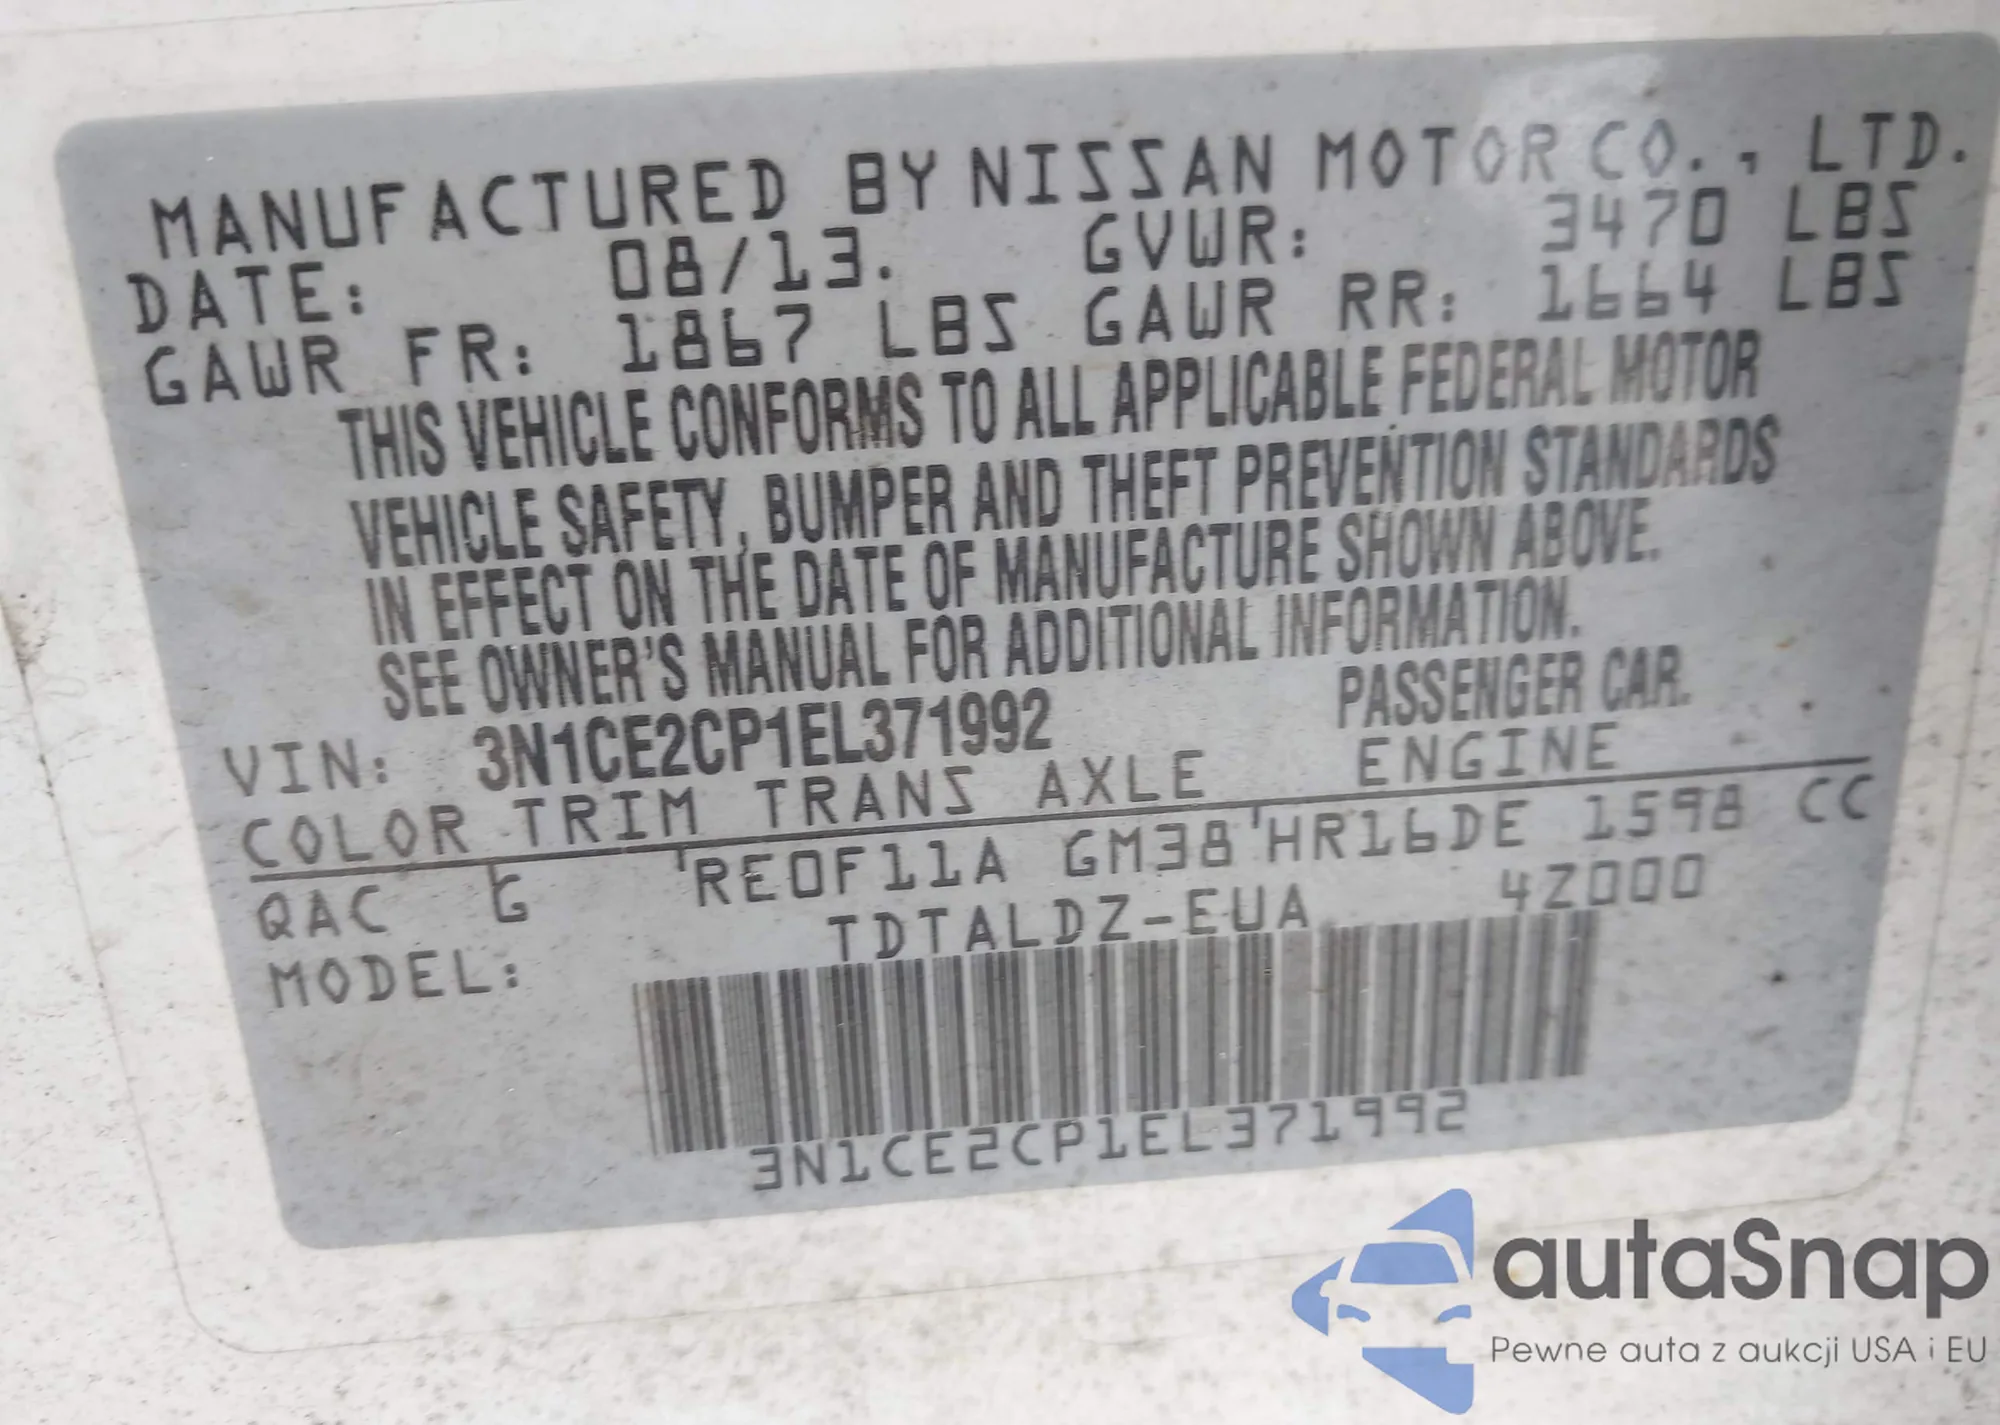 MANUFACTURED BY NISSAN MOTOR CO., LTD.
DATE: 08/13. GVWR: 3470 LBS
GAWR FR: 1867 LBS GAWR RR: 1664 LBS
THIS VEHICLE CONFORMS TO ALL APPLICABLE FEDERAL MOTOR
VEHICLE SAFETY, BUMPER AND THEFT PREVENTION STANDARDS
IN EFFECT ON THE DATE OF MANUFACTURE SHOWN ABOVE.
SEE OWNER'S MANUAL FOR ADDITIONAL INFORMATION.
VIN: 3N1CE2CP1EL371992 PASSENGER CAR.
COLOR TRIM TRANS AXLE ENGINE
QAC G 'RE0F11A GM38'HR16DE 1598 CC
MODEL: TDTALDZ-EUA 4Z000
3N1CE2CP1EL371992
autaSnap
Pewne auta z aukcji USA i EU